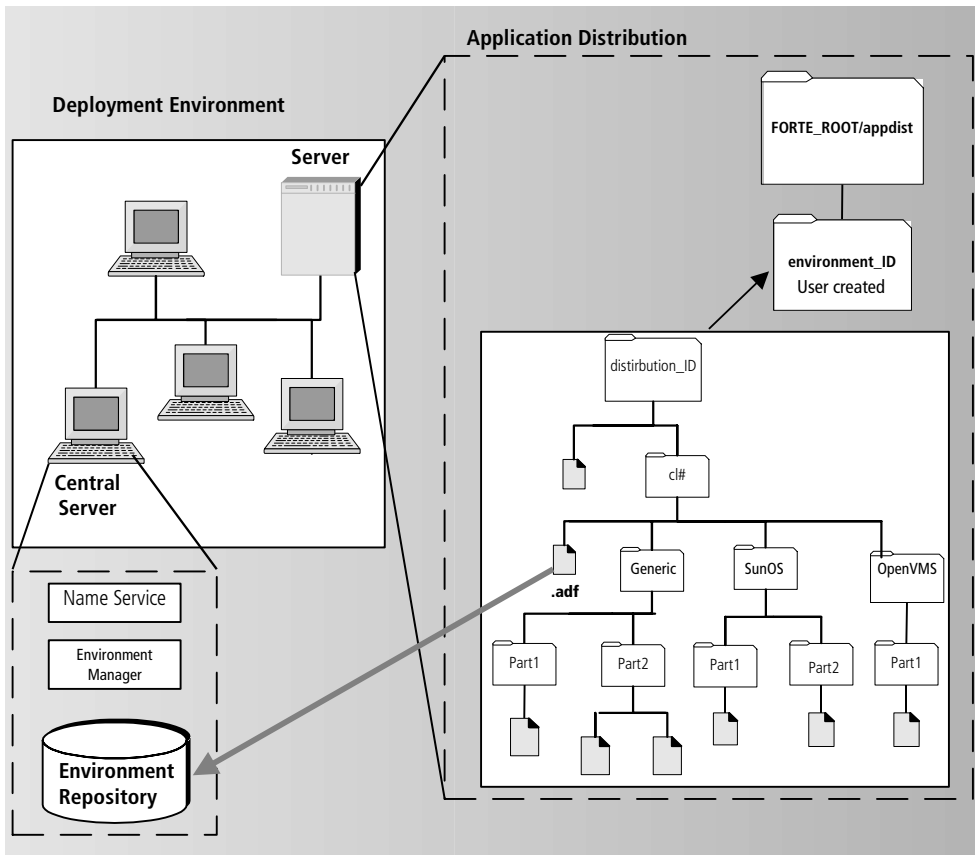 Application Distribution
Deployment Environment
Server
Central
Server
Name Service
Environment
Manager
Environment
Repository
FORTE_ROOT/appdist
environment_ID
User created
distirbution_ID
cl#
.adf
Generic
SunOS
OpenVMS
Part1
Part2
Part1
Part2
Part1